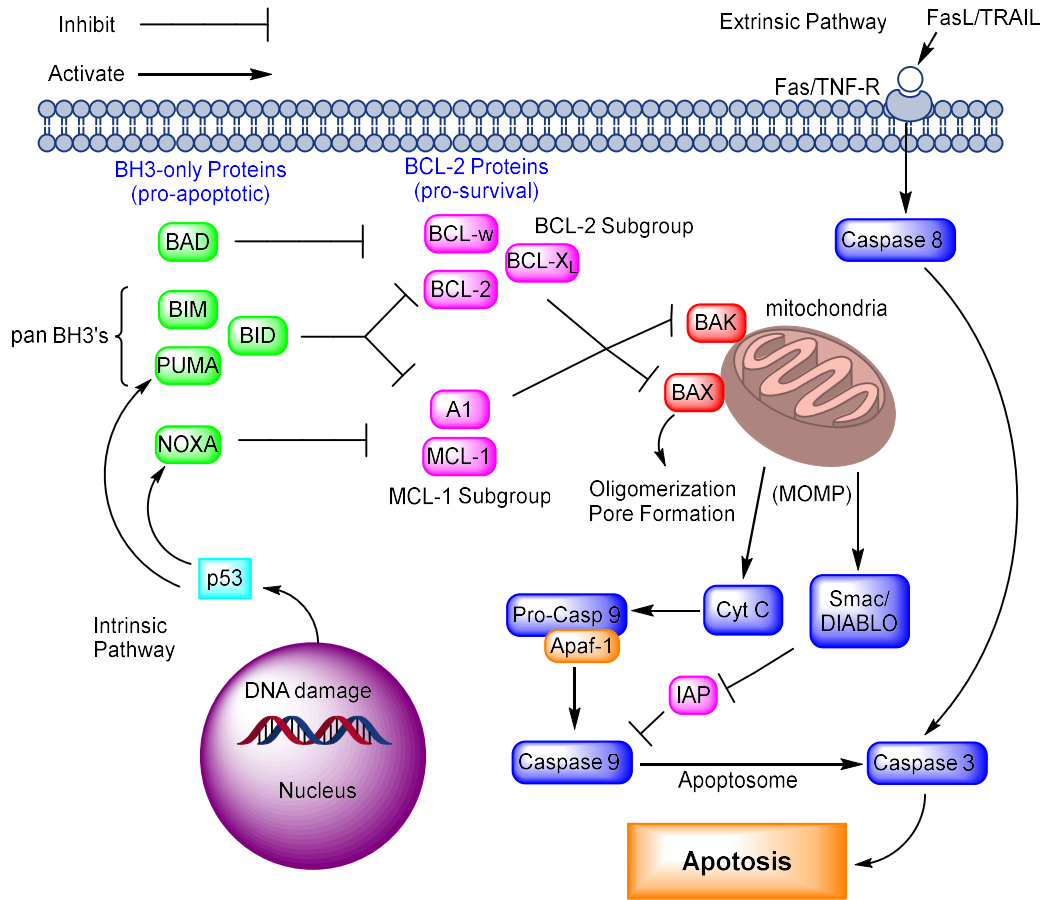 Inhibit
Activate
Extrinsic Pathway
FasL/TRAIL
Fas/TNF-R
BH3-only Proteins
(pro-apoptotic)
BCL-2 Proteins
(pro-survival)
BAD
BIM
BID
PUMA
pan BH3's
NOXA
BCL-w
BCL-2 Subgroup
BCL-XL
BCL-2
A1
MCL-1
MCL-1 Subgroup
Caspase 8
mitochondria
BAK
BAX
Oligomerization
Pore Formation
(MOMP)
p53
Intrinsic
Pathway
DNA damage
Nucleus
Pro-Casp 9
Apaf-1
Cyt C
Smac/
DIABLO
IAP
Caspase 9
Apoptosome
Caspase 3
Apotosis